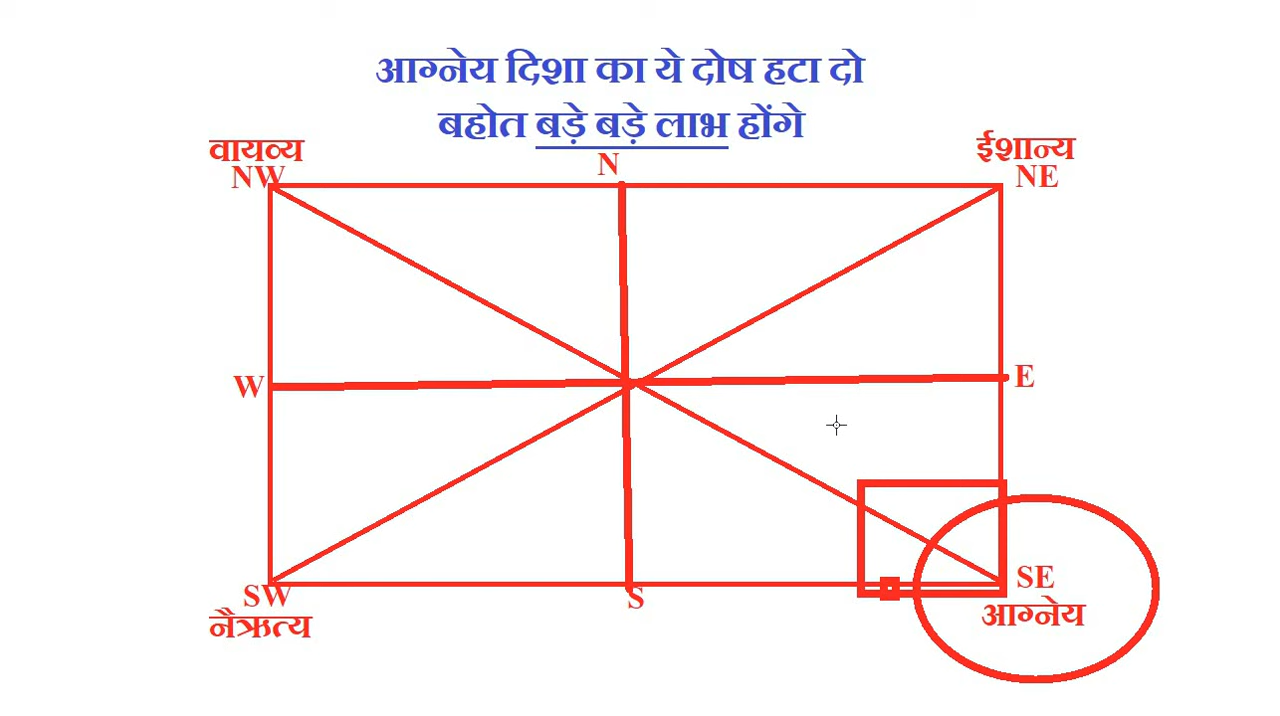 आग्नेय दिशा का ये दोष हटा दो
बहोत बड़े बड़े लाभ होंगे
वायव्य
NW
N
ईशान्य
NE
W
E
SW
नैऋत्य
S
SE
आग्नेय